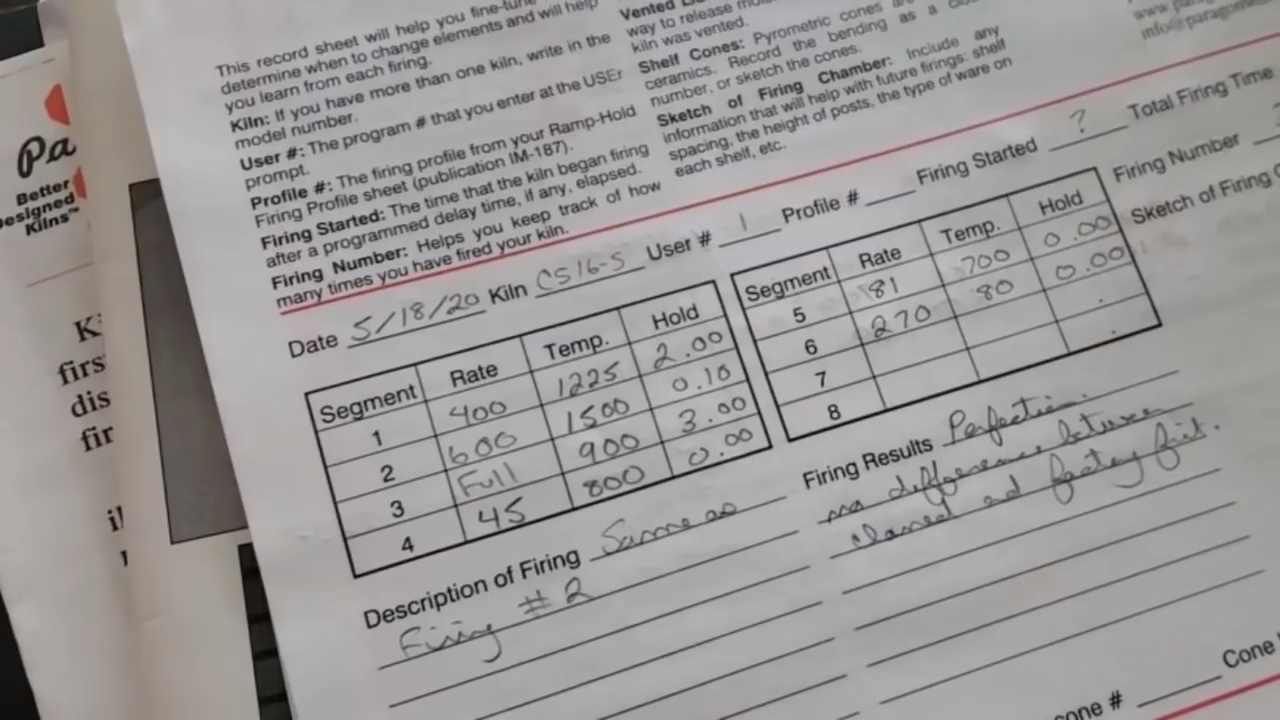 Pa
Better
Designed
Kilns™
This record sheet will help you fine-tune
determine when to change elements and will help
you learn from each firing.
Kiln: If you have more than one kiln, write in the
model number.
User #: The program # that you enter at the USEr
prompt.
Profile #: The firing profile from your Ramp-Hold
Firing Profile sheet (publication IM-187).
Firing Started: The time that the kiln began firing
after a programmed delay time, if any, elapsed.
Firing Number: Helps you keep track of how
many times you have fired your kiln.
Vented
way to release
kiln was vented.
Shelf Cones: Pyrometric cones
ceramics. Record the bending as a
number, or sketch the cones.
Sketch of Firing Chamber: Include any
information that will help with future firings: shelf
spacing, the height of posts, the type of ware on
each shelf, etc.
Date 5/18/20 Kiln CS16-S User # 1 Profile # Firing Started ? Total Firing Time
Firing Number
Sketch of Firing
Segment Rate Temp. Hold
1 400 1225 2.00
2 600 1500 0.10
3 Full 900 3.00
4 45 800 0.00
Segment Rate Temp. Hold
5 81 700 0.00
6 270 80 0.00
7 .
8 .
Description of Firing Same as
Firing # 2
Firing Results Perfection.
no difference between
cleaned and factory frit.
Cone
cone #